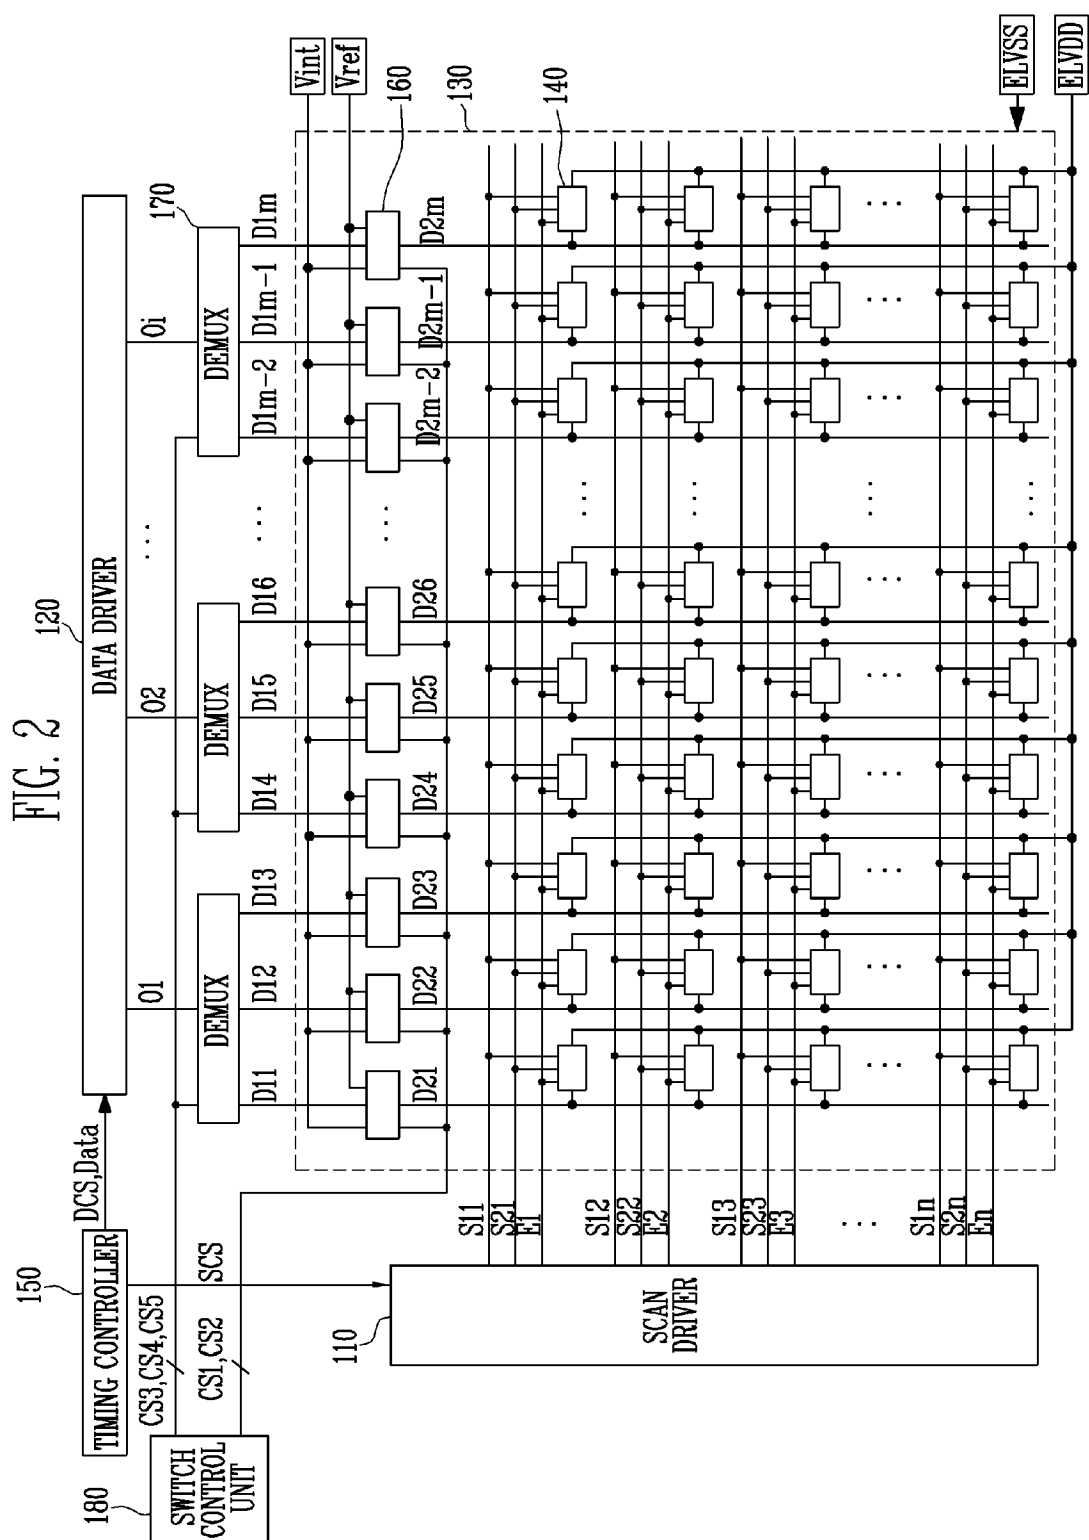 FIG. 2
120
DATA DRIVER
150
TIMING CONTROLLER
DCS,Data
O1
O2
. . .
Oi
170
180
SWITCH
CONTROL
UNIT
CS3,CS4,CS5
CS1,CS2
SCS
DEMUX
DEMUX
DEMUX
D11
D12
D13
D14
D15
D16
. . .
D1m-2
D1m-1
D1m
Vint
Vref
160
130
140
D21
D22
D23
D24
D25
D26
. . .
D2m-2
D2m-1
D2m
110
SCAN
DRIVER
S11
S21
E1
S12
S22
E2
S13
S23
E3
. . .
S1n
S2n
En
ELVSS
ELVDD